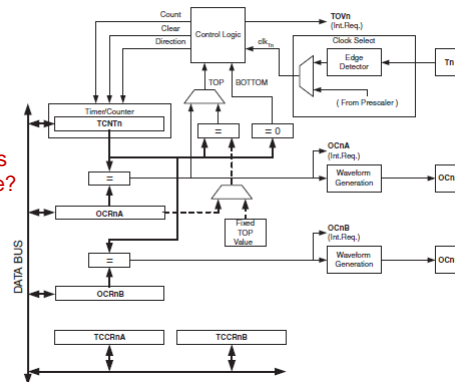 Count
Clear
Direction
Control Logic
TOVn
(Int.Req.)
clkTn
Clock Select
Edge
Detector
Tn
TOP
BOTTOM
( From Prescaler )
Timer/Counter
TCNTn
=
= 0
OCnA
(Int.Req.)
=
Waveform
Generation
OCn
e?
OCRnA
Fixed
TOP
Value
OCnB
(Int.Req.)
=
Waveform
Generation
OCn
DATA BUS
OCRnB
TCCRnA
TCCRnB